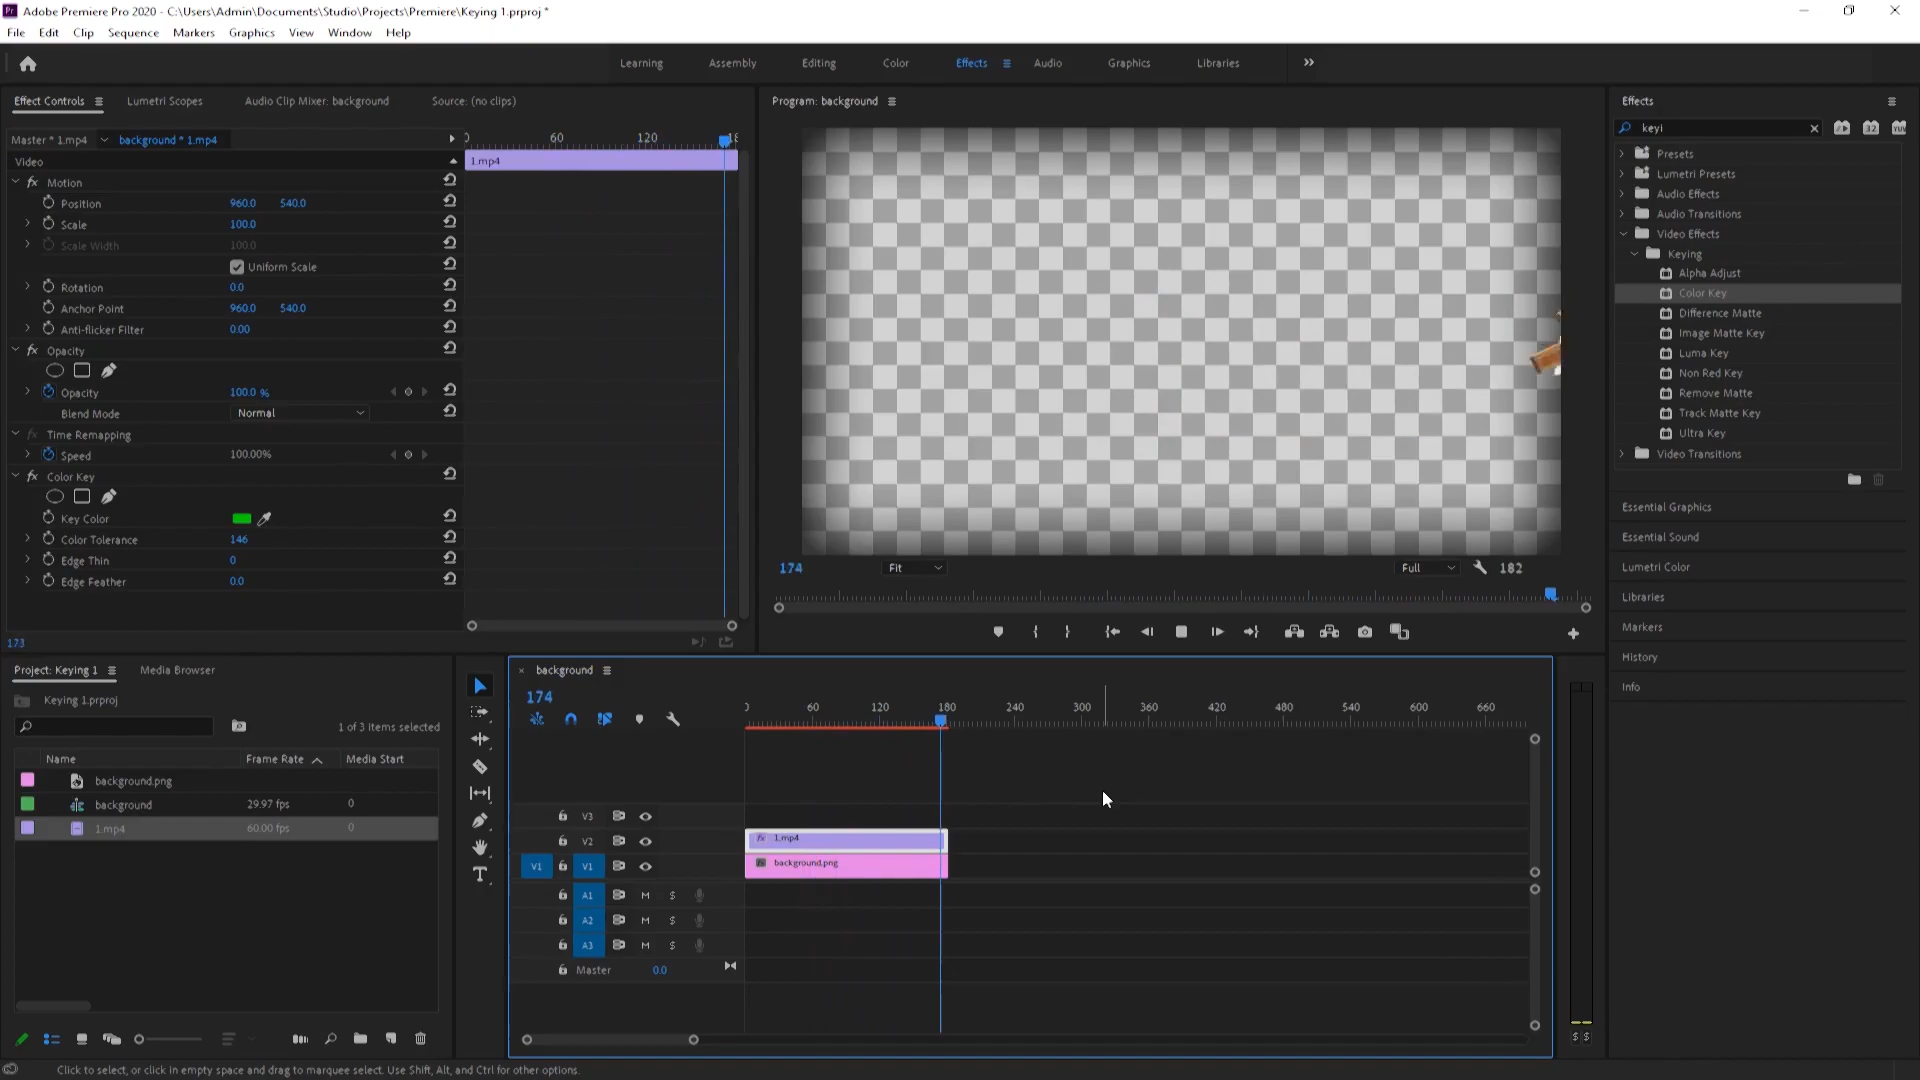 Adobe Premiere Pro 2020 - C:\Users\Admin\Documents\Studio\Projects\Premiere\Keying 1.prproj *
File Edit Clip Sequence Markers Graphics View Window Help
Learning Assembly Editing Color Effects Audio Graphics Libraries
Effect Controls Lumetri Scopes Audio Clip Mixer: background Source: (no clips)
Master * 1.mp4 background * 1.mp4
60 120
Video
1.mp4
fx Motion
Position 960.0 540.0
Scale 100.0
Scale Width 100.0
Uniform Scale
Rotation 0.0
Anchor Point 960.0 540.0
Anti-flicker Filter 0.00
fx Opacity
Opacity 100.0 %
Blend Mode Normal
fx Time Remapping
Speed 100.00%
fx Color Key
Key Color
Color Tolerance 146
Edge Thin 0
Edge Feather 0.0
173
Program: background
174 Fit Full 182
Effects
keyi
32 YUV
Presets
Lumetri Presets
Audio Effects
Audio Transitions
Video Effects
Keying
Alpha Adjust
Color Key
Difference Matte
Image Matte Key
Luma Key
Non Red Key
Remove Matte
Track Matte Key
Ultra Key
Video Transitions
Essential Graphics
Essential Sound
Lumetri Color
Libraries
Markers
History
Info
Project: Keying 1 Media Browser
Keying 1.prproj
1 of 3 items selected
Name Frame Rate Media Start
background.png
background 29.97 fps 0
1.mp4 60.00 fps 0
× background
174
0 60 120 180 240 300 360 420 480 540 600 660
V3
V2
V1 V1
fx 1.mp4
fx background.png
A1 M S
A2 M S
A3 M S
Master 0.0
S S
Click to select, or click in empty space and drag to marquee select. Use Shift, Alt, and Ctrl for other options.